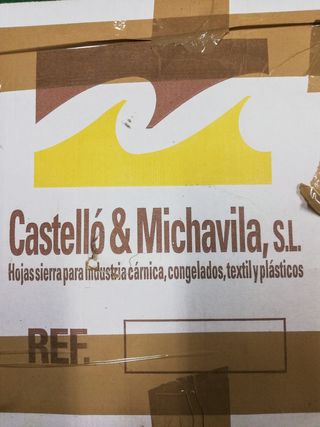 Castelló & Michavila, S.L.
Hojas sierra para industria cárnica, congelados, textil y plásticos
REF.